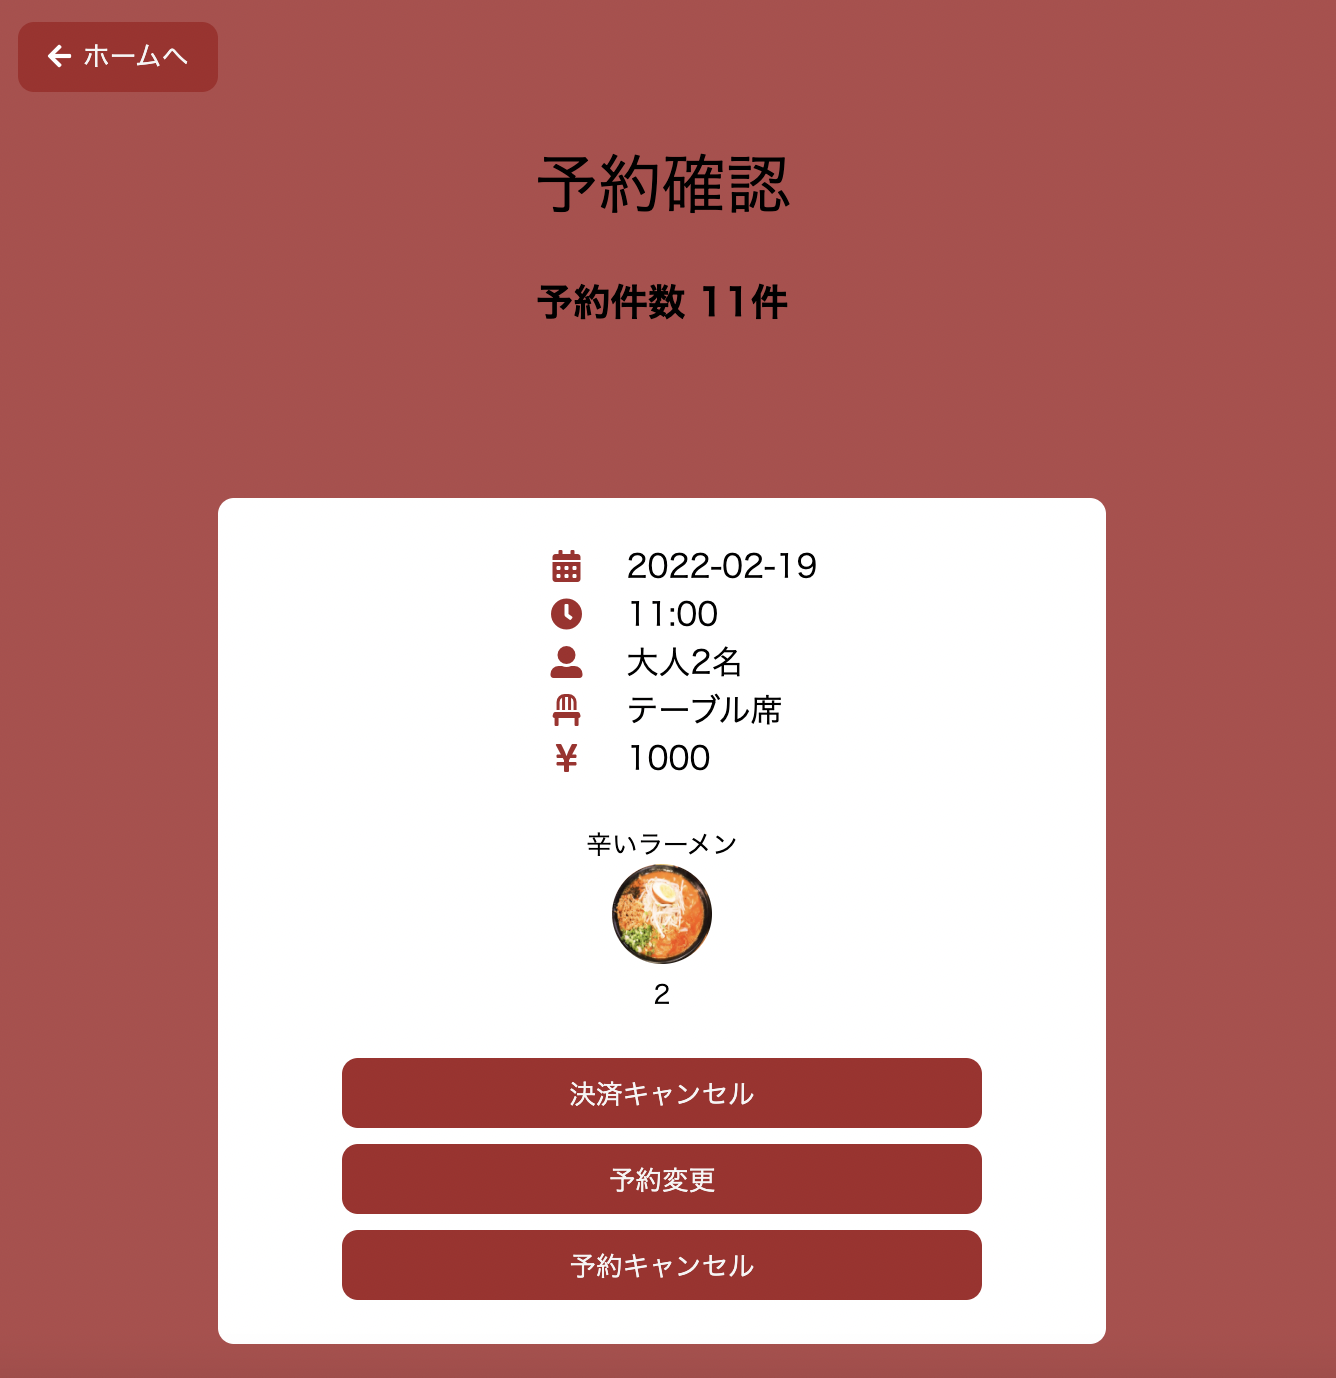 ホームへ
予約確認
予約件数 11件
2022-02-19
11:00
大人2名
テーブル席
¥ 1000
辛いラーメン
2
決済キャンセル
予約変更
予約キャンセル